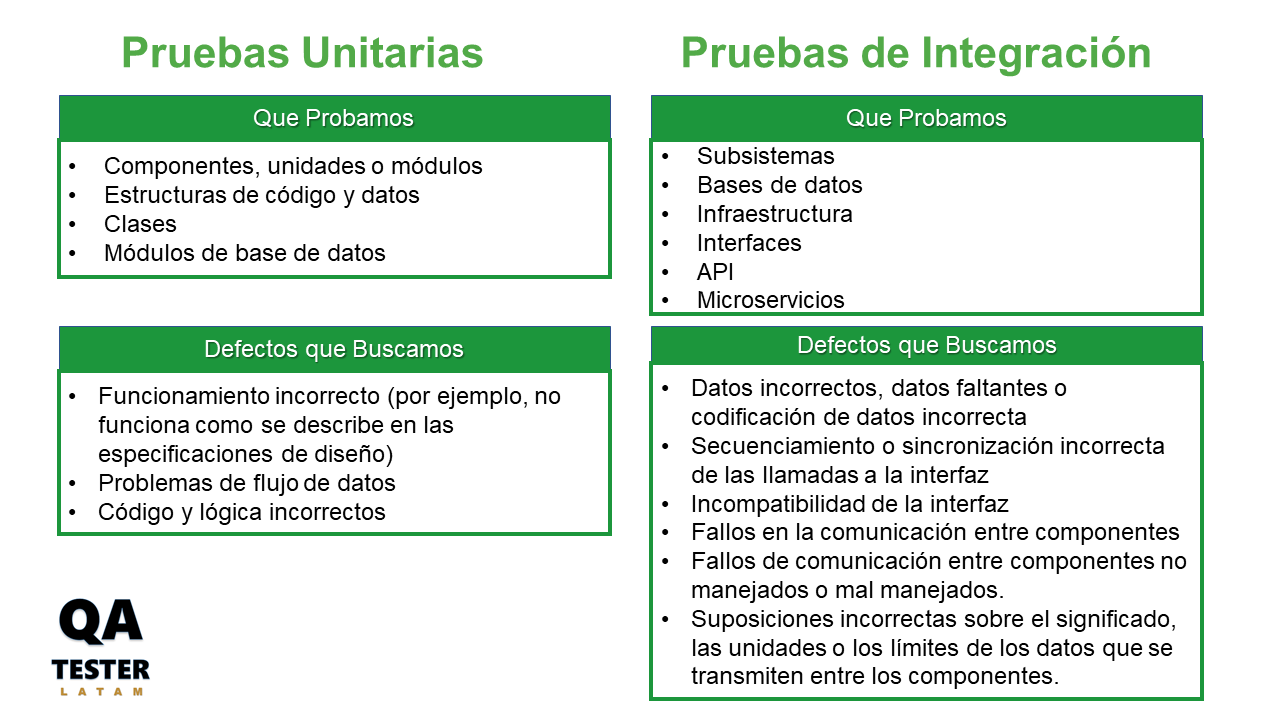 Pruebas Unitarias
Que Probamos
• Componentes, unidades o módulos
• Estructuras de código y datos
• Clases
• Módulos de base de datos
Defectos que Buscamos
• Funcionamiento incorrecto (por ejemplo, no
funciona como se describe en las
especificaciones de diseño)
• Problemas de flujo de datos
• Código y lógica incorrectos
Pruebas de Integración
Que Probamos
• Subsistemas
• Bases de datos
• Infraestructura
• Interfaces
• API
• Microservicios
Defectos que Buscamos
• Datos incorrectos, datos faltantes o
codificación de datos incorrecta
• Secuenciamiento o sincronización incorrecta
de las llamadas a la interfaz
• Incompatibilidad de la interfaz
• Fallos en la comunicación entre componentes
• Fallos de comunicación entre componentes no
manejados o mal manejados.
• Suposiciones incorrectas sobre el significado,
las unidades o los límites de los datos que se
transmiten entre los componentes.
QA
TESTER
LATAM